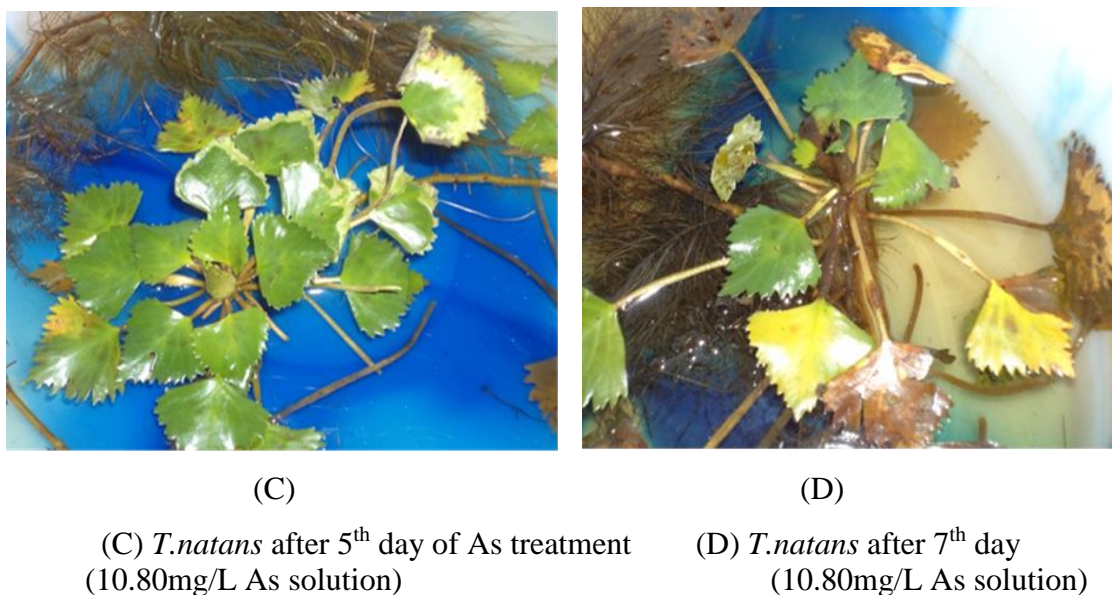 (C) (D)
(C) T.natans after 5th day of As treatment (D) T.natans after 7th day
(10.80mg/L As solution) (10.80mg/L As solution)